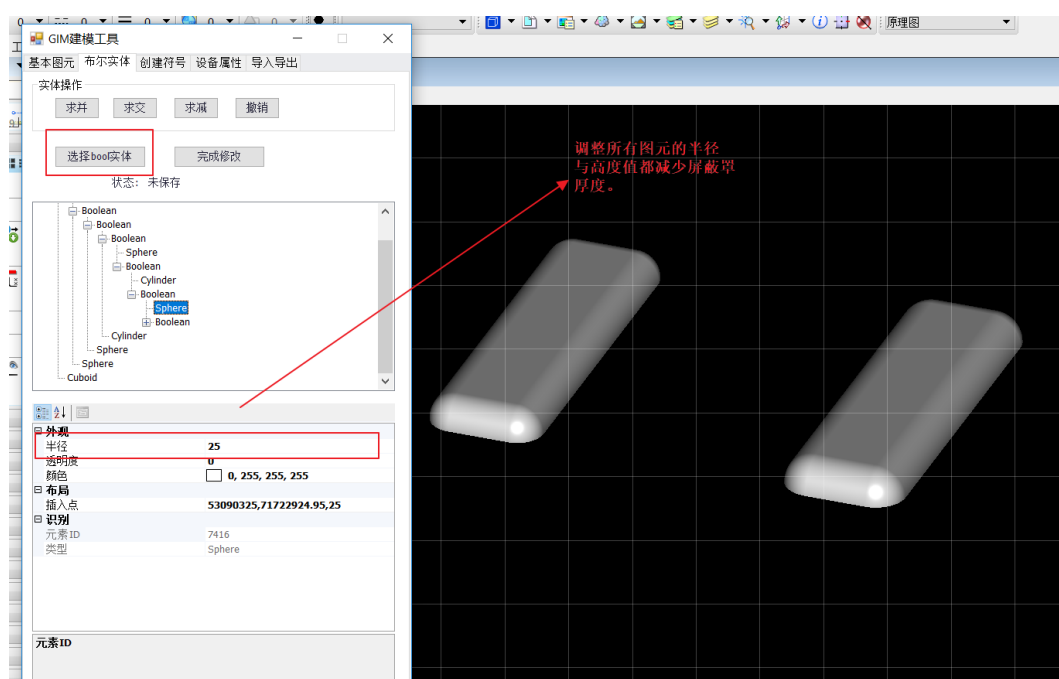 原理图
GIM建模工具
基本图元 布尔实体 创建符号 设备属性 导入导出
实体操作
求并 求交 求减 撤销
选择bool实体 完成修改
状态: 未保存
Boolean
Boolean
Boolean
Sphere
Boolean
Cylinder
Boolean
Sphere
Boolean
Cylinder
Sphere
Sphere
Cuboid
调整所有图元的半径
与高度值都减少屏蔽罩
厚度。
外观
半径 25
透明度 0
颜色 0, 255, 255, 255
布局
插入点 53090325,71722924.95,25
识别
元素ID 7416
类型 Sphere
元素ID